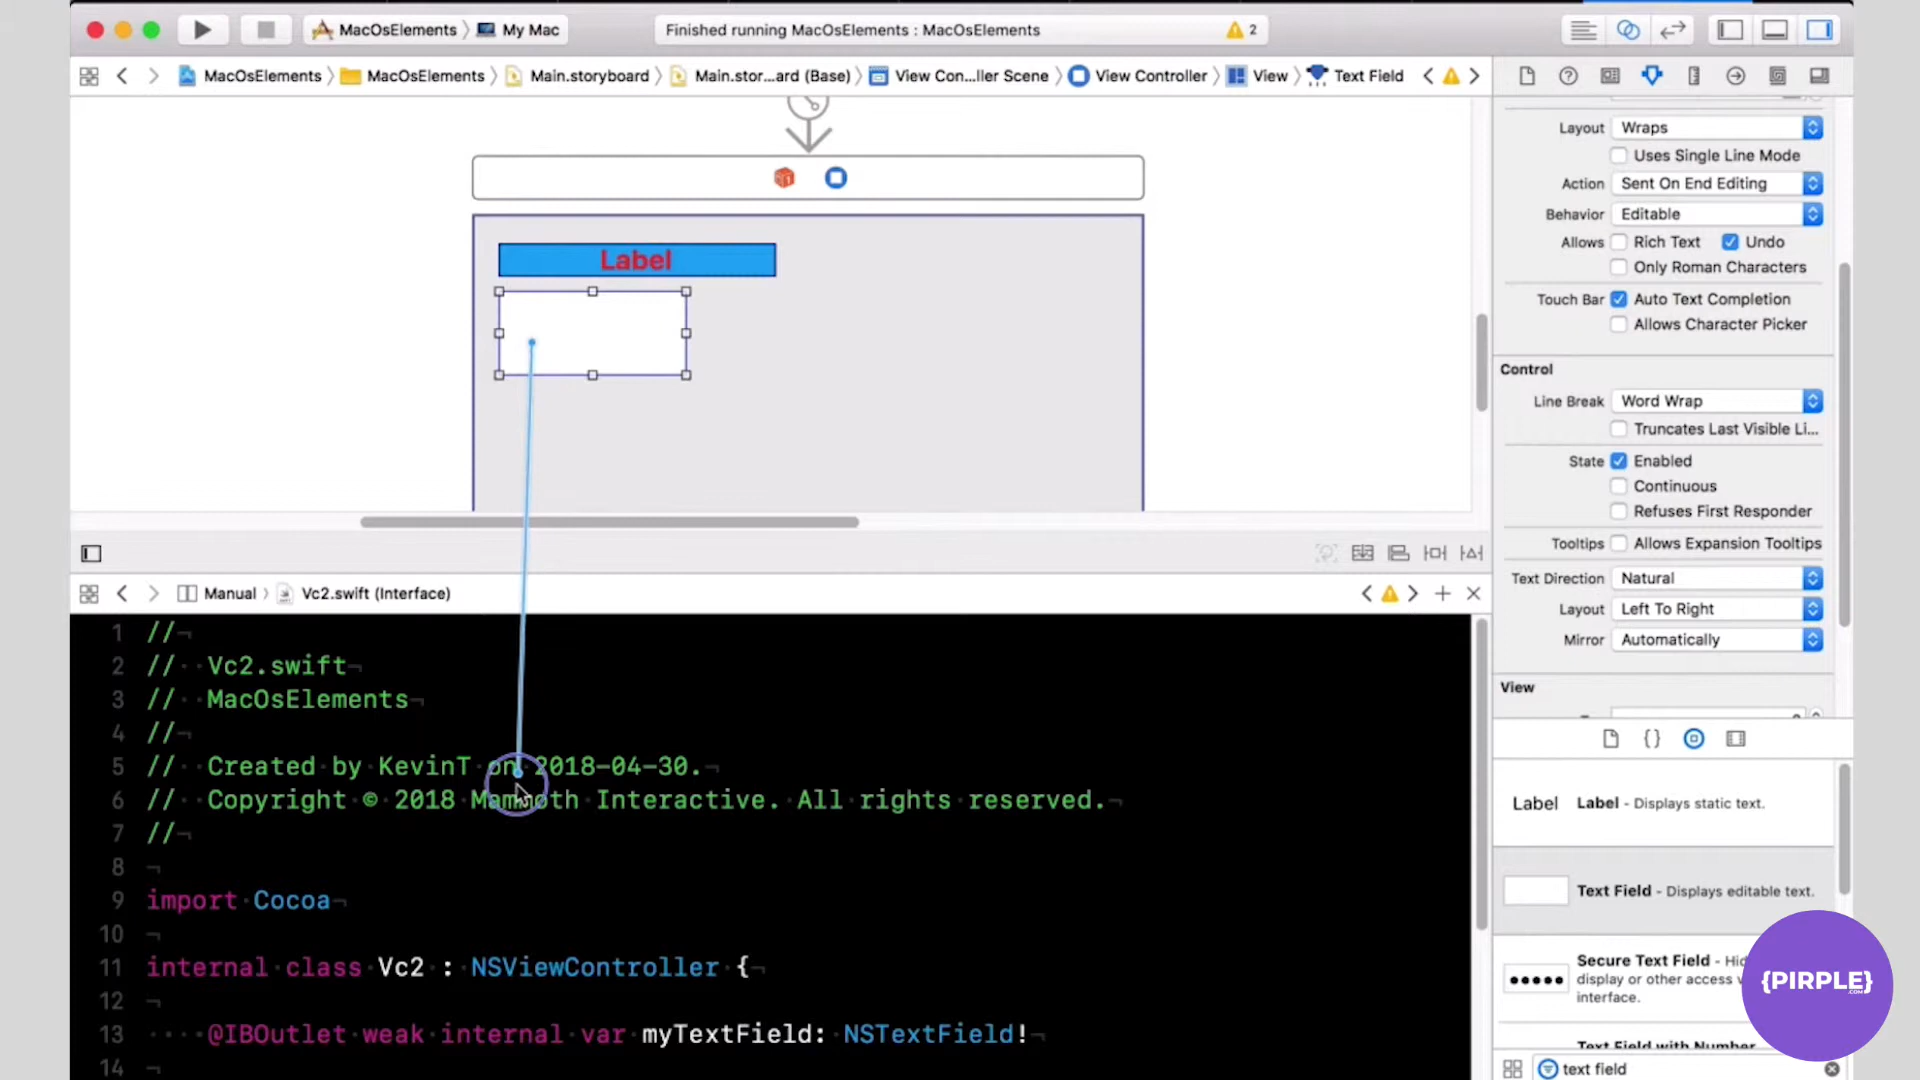 MacOsElements
My Mac
Finished running MacOsElements : MacOsElements
2
MacOsElements
MacOsElements
Main.storyboard
Main.stor...ard (Base)
View Con...ller Scene
View Controller
View
Text Field
Label
Layout Wraps
Uses Single Line Mode
Action Sent On End Editing
Behavior Editable
Allows Rich Text Undo
Only Roman Characters
Touch Bar Auto Text Completion
Allows Character Picker
Control
Line Break Word Wrap
Truncates Last Visible Li...
State Enabled
Continuous
Refuses First Responder
Tooltips Allows Expansion Tooltips
Text Direction Natural
Layout Left To Right
Mirror Automatically
View
Manual
Vc2.swift (Interface)
1 //¬
2 // Vc2.swift¬
3 // MacOsElements¬
4 //¬
5 // Created by KevinT on 2018-04-30. ¬
6 // Copyright © 2018 Mammoth Interactive. All rights reserved.¬
7 //¬
8 ¬
9 import Cocoa¬
10 ¬
11 internal class Vc2 : NSViewController {¬
12 ¬
13 @IBOutlet weak internal var myTextField: NSTextField!¬
14 ¬
{ }
Label Label - Displays static text.
Text Field - Displays editable text.
Secure Text Field - Hid
display or other access
interface.
Text Field with Number
text field
{PIRPLE}
.COM